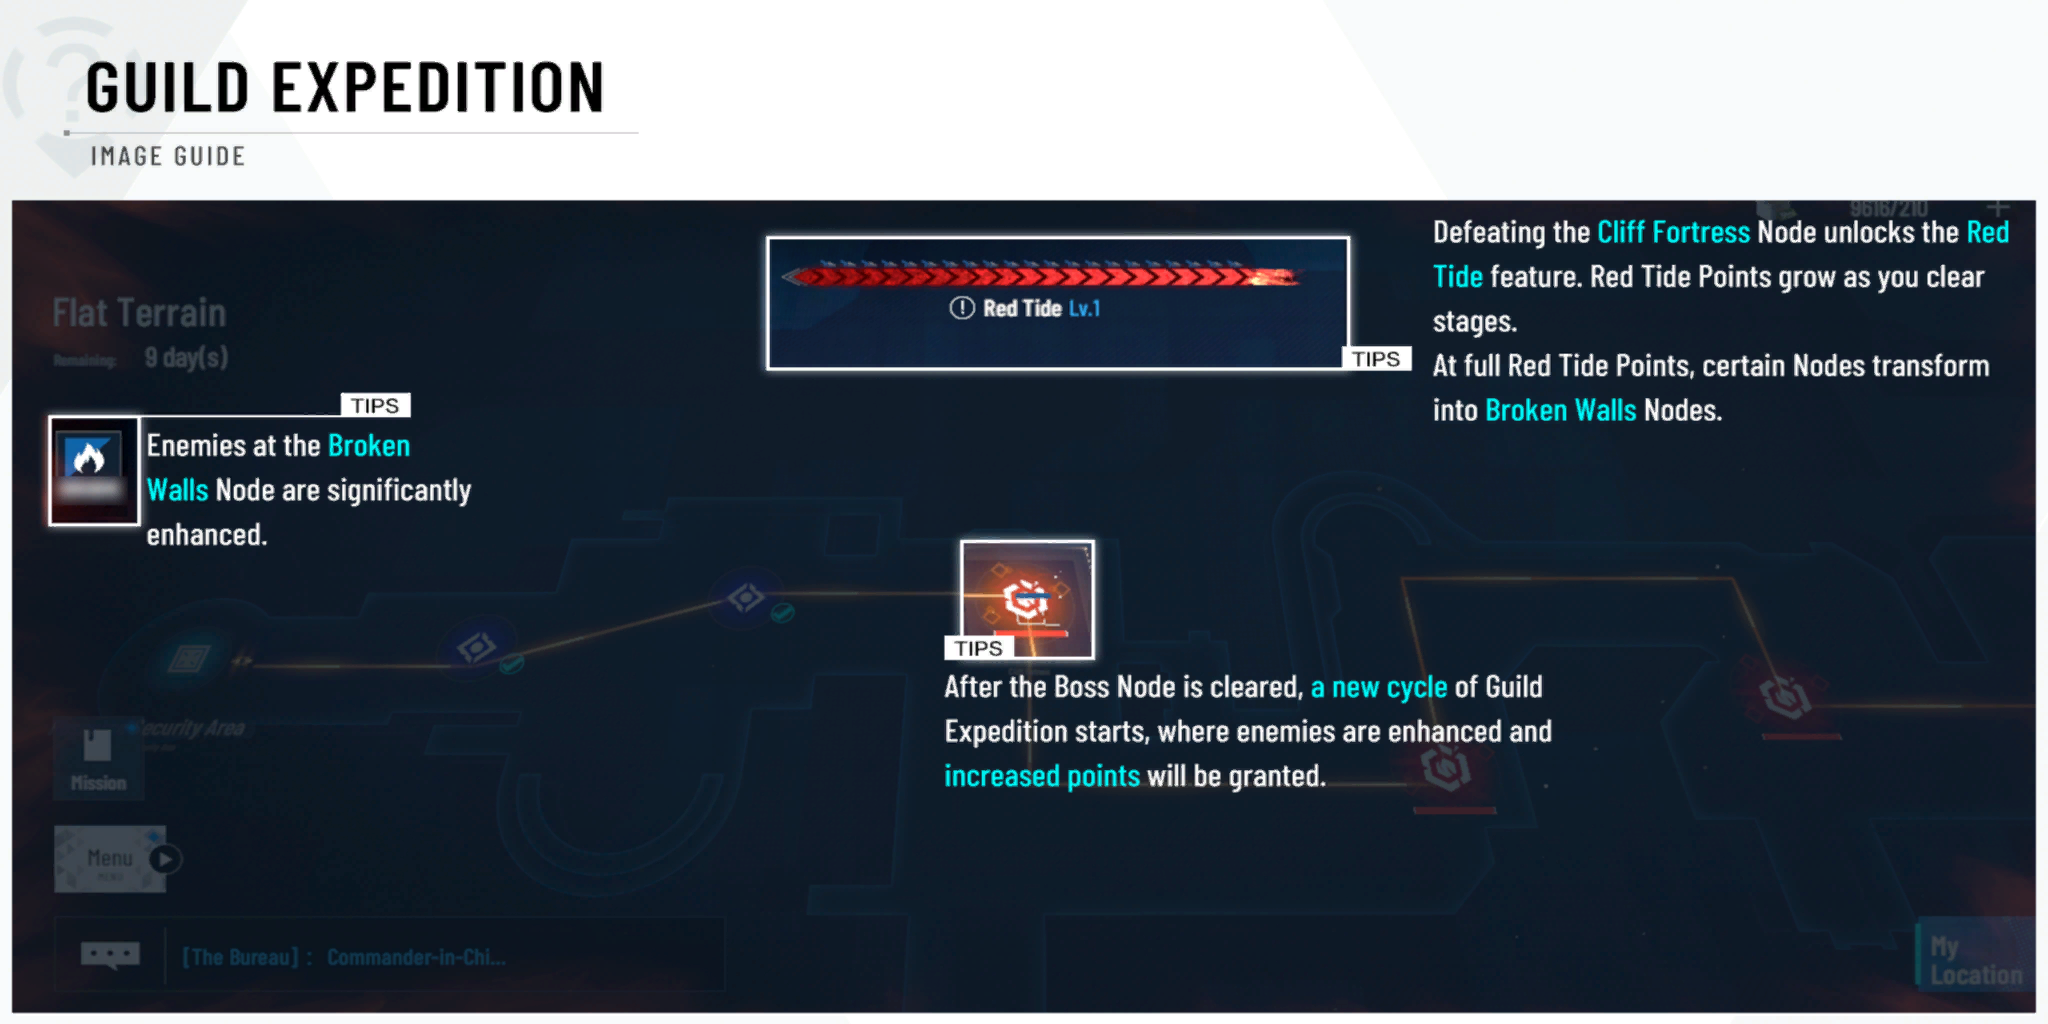 GUILD EXPEDITION
IMAGE GUIDE
9616/210
Flat Terrain
Remaining: 9 day(s)
Red Tide Lv.1
TIPS
Defeating the Cliff Fortress Node unlocks the Red
Tide feature. Red Tide Points grow as you clear
stages.
At full Red Tide Points, certain Nodes transform
into Broken Walls Nodes.
TIPS
Enemies at the Broken
Walls Node are significantly
enhanced.
TIPS
After the Boss Node is cleared, a new cycle of Guild
Expedition starts, where enemies are enhanced and
increased points will be granted.
Security Area
Mission
Menu
MENU
[The Bureau] : Commander-in-Chi...
My
Location